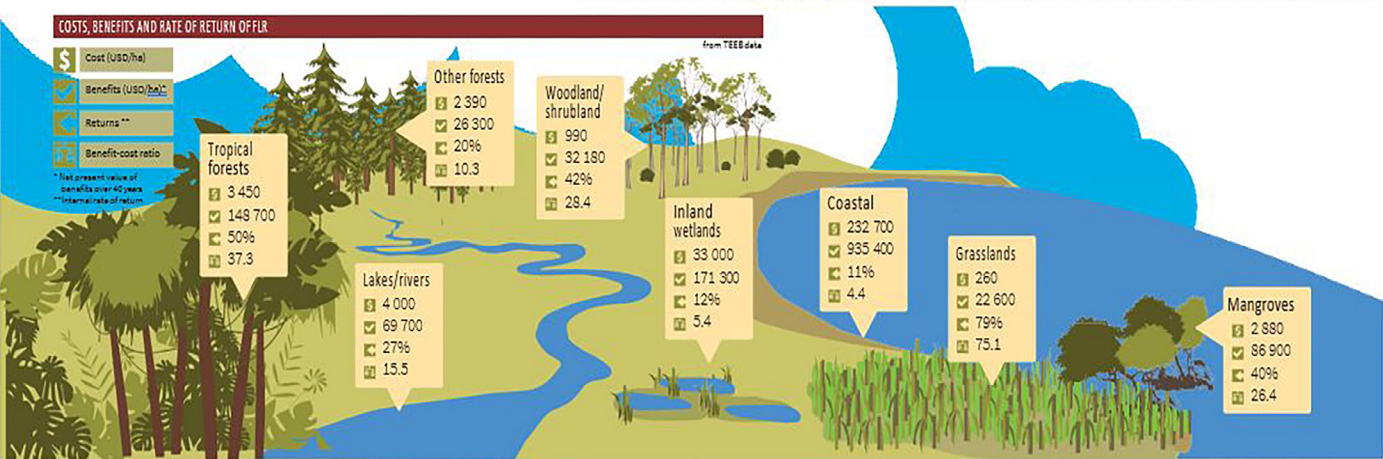 COSTS, BENEFITS AND RATE OF RETURN OF FLR
from TEEB data
Cost (USD/ha)
Benefits (USD/ha)*
Returns **
Benefit-cost ratio
* Net present value of
benefits over 40 years
**Internal rate of return
Tropical
forests
3 450
148 700
50%
37.3
Other forests
2 390
26 300
20%
10.3
Woodland/
shrubland
990
32 180
42%
28.4
Lakes/rivers
4 000
69 700
27%
15.5
Inland
wetlands
33 000
171 300
12%
5.4
Coastal
232 700
935 400
11%
4.4
Grasslands
260
22 600
79%
75.1
Mangroves
2 880
86 900
40%
26.4